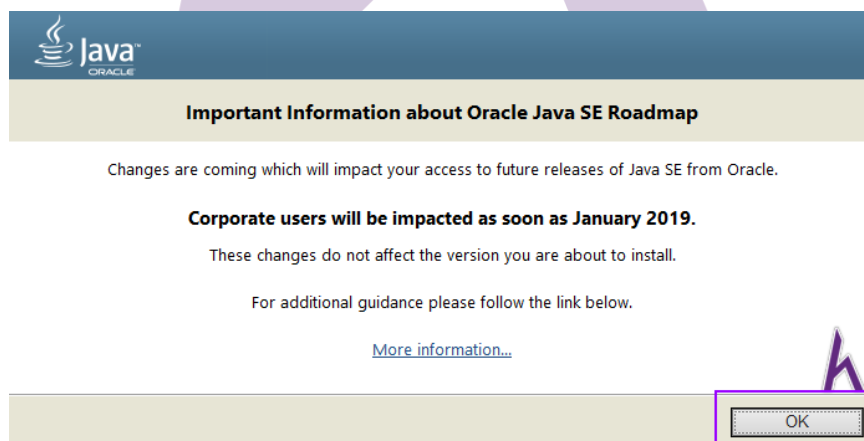 Java™
ORACLE
Important Information about Oracle Java SE Roadmap
Changes are coming which will impact your access to future releases of Java SE from Oracle.
Corporate users will be impacted as soon as January 2019.
These changes do not affect the version you are about to install.
For additional guidance please follow the link below.
More information...
OK